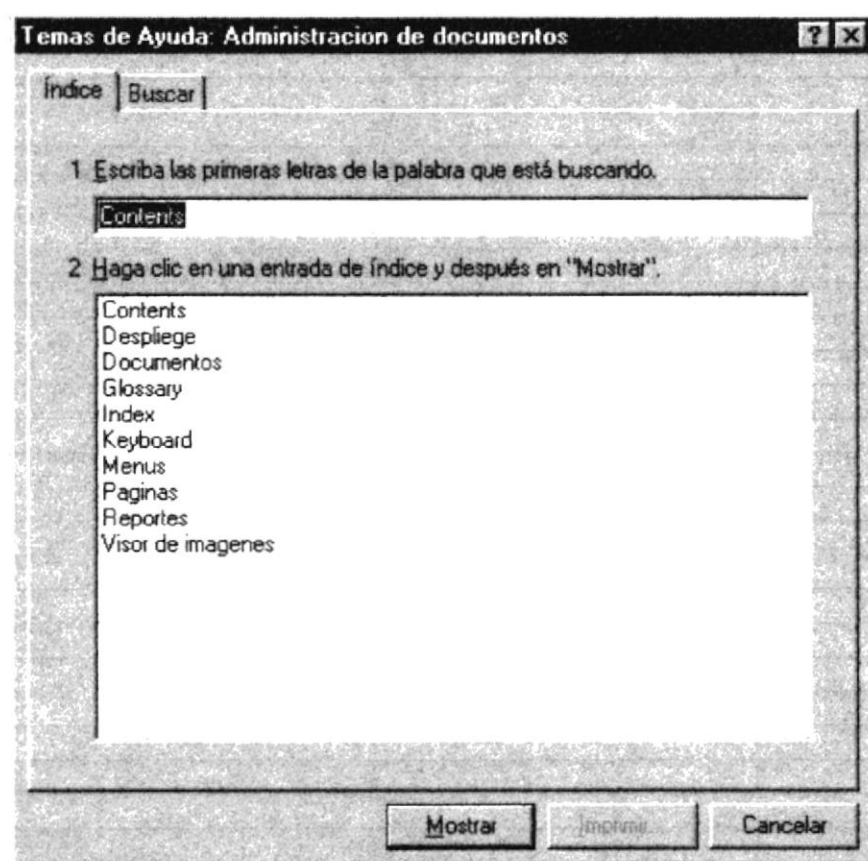 Temas de Ayuda: Administracion de documentos
Índice
Buscar
1 Escriba las primeras letras de la palabra que está buscando.
Contents
2 Haga clic en una entrada de índice y después en "Mostrar".
Contents
Despliege
Documentos
Glossary
Index
Keyboard
Menus
Paginas
Reportes
Visor de imagenes
Mostrar
Imprimir...
Cancelar